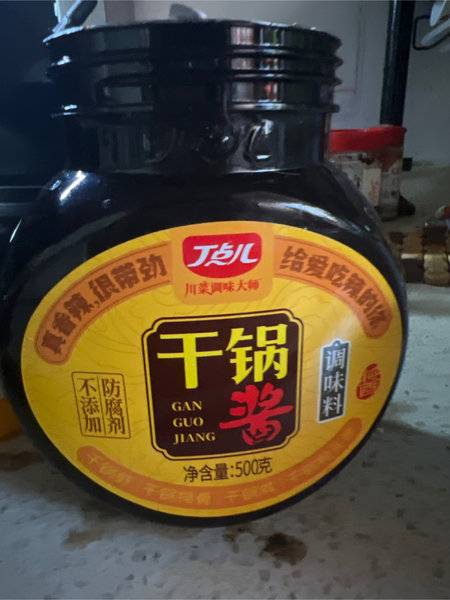 丁点儿
川菜调味大师
真香辣,很带劲
给爱吃辣的你
干锅
酱
GAN
GUO
JIANG
调味料
不添加
防腐剂
净含量:500克